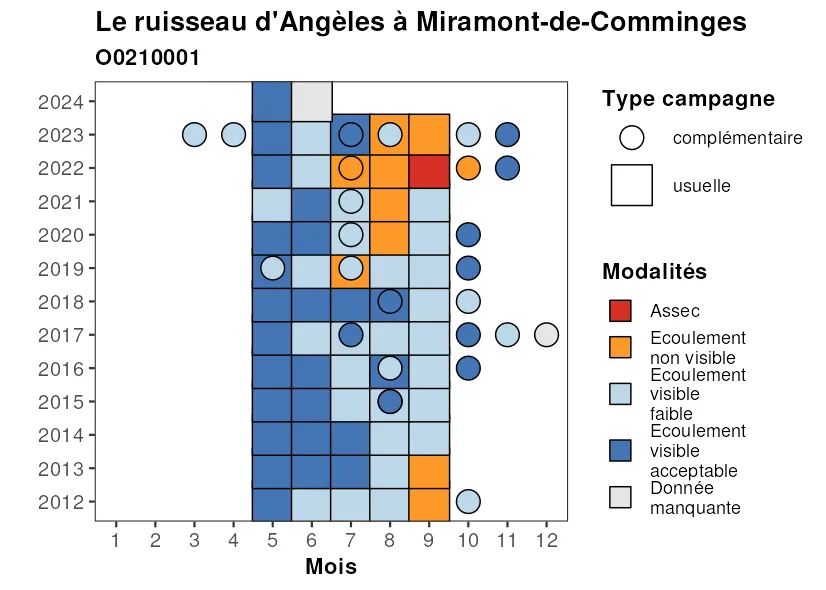 Le ruisseau d'Angèles à Miramont-de-Comminges
O0210001
2024
2023
2022
2021
2020
2019
2018
2017
2016
2015
2014
2013
2012
1 2 3 4 5 6 7 8 9 10 11 12
Mois
Type campagne
complémentaire
usuelle
Modalités
Assec
Ecoulement
non visible
Ecoulement
visible
faible
Ecoulement
visible
acceptable
Donnée
manquante